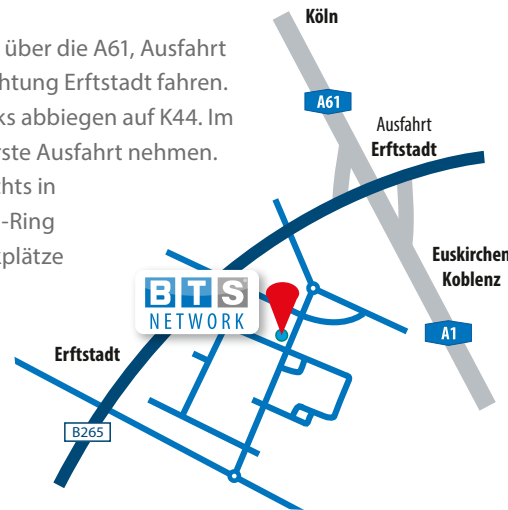 Köln
über die A61, Ausfahrt
htung Erftstadt fahren.
ks abbiegen auf K44. Im
rste Ausfahrt nehmen.
hts in
-Ring
plätze
A61
Ausfahrt
Erftstadt
Euskirchen
Koblenz
A1
BTS
NETWORK
Erftstadt
B265